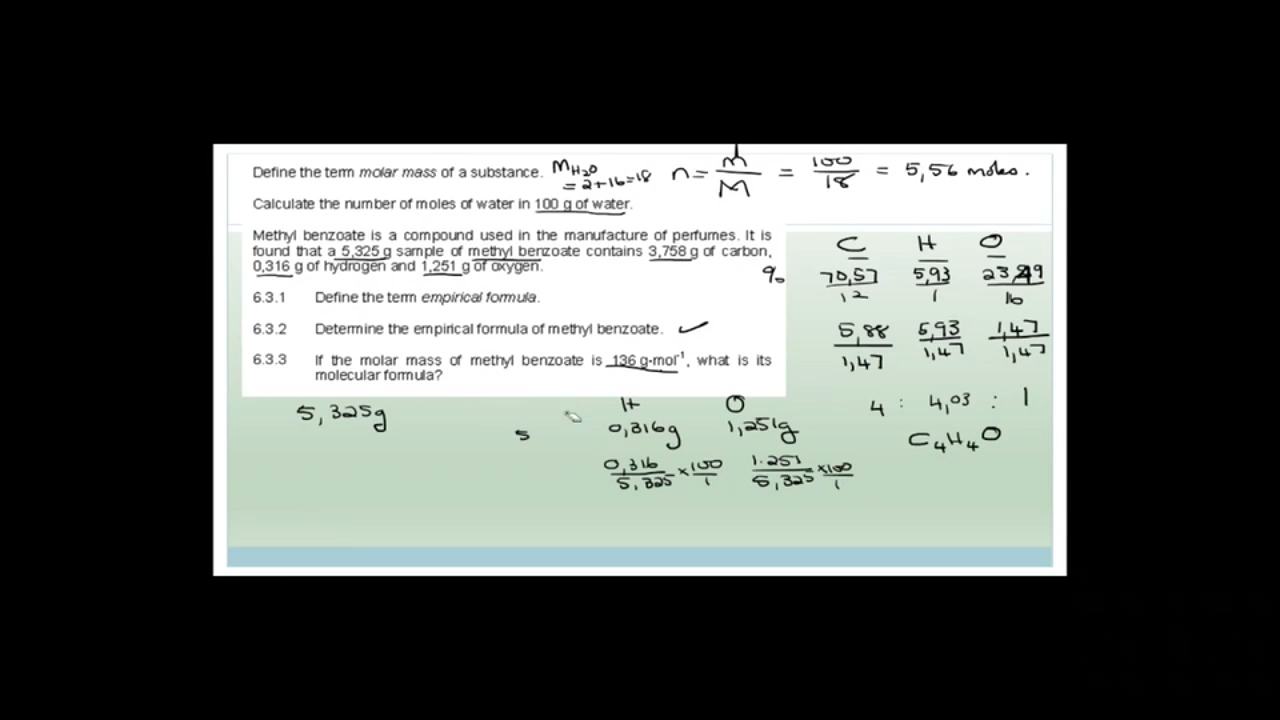 Define the term molar mass of a substance. M H₂O = 2+16=18 n = m/M = 100/18 = 5,56 moles.
Calculate the number of moles of water in 100 g of water.
Methyl benzoate is a compound used in the manufacture of perfumes. It is
found that a 5,325 g sample of methyl benzoate contains 3,758 g of carbon,
0,316 g of hydrogen and 1,251 g of oxygen.
6.3.1 Define the term empirical formula.
6.3.2 Determine the empirical formula of methyl benzoate.
6.3.3 If the molar mass of methyl benzoate is 136 g·mol⁻¹, what is its
molecular formula?
C H O
% 70,57/12 5,93/1 /16
5,88/1,47 5,93/1,47 1,47/1,47
4 : 4,03 : 1
C₄H₄O
5,325g
5
H O
0,316g 1,251g
0,316/5,325 × 100/1 1.251/5,325 × 100/1